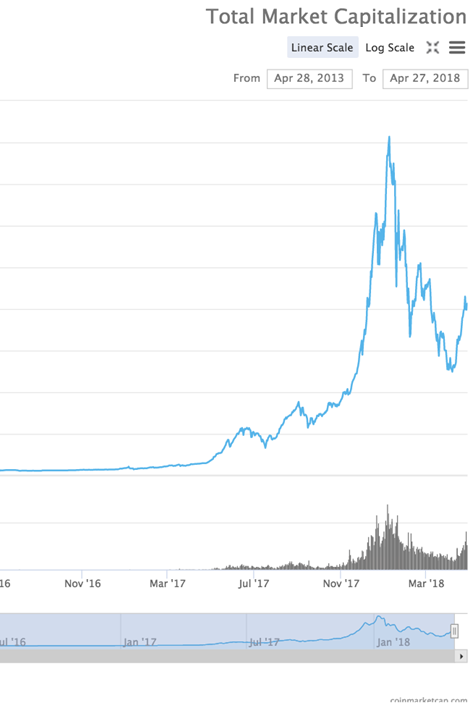 Total Market Capitalization
Linear Scale Log Scale
From Apr 28, 2013 To Apr 27, 2018
16 Nov '16 Mar '17 Jul '17 Nov '17 Mar '18
ul '16 Jan '17 Jul '17 Jan '18
coinmarketcap.com